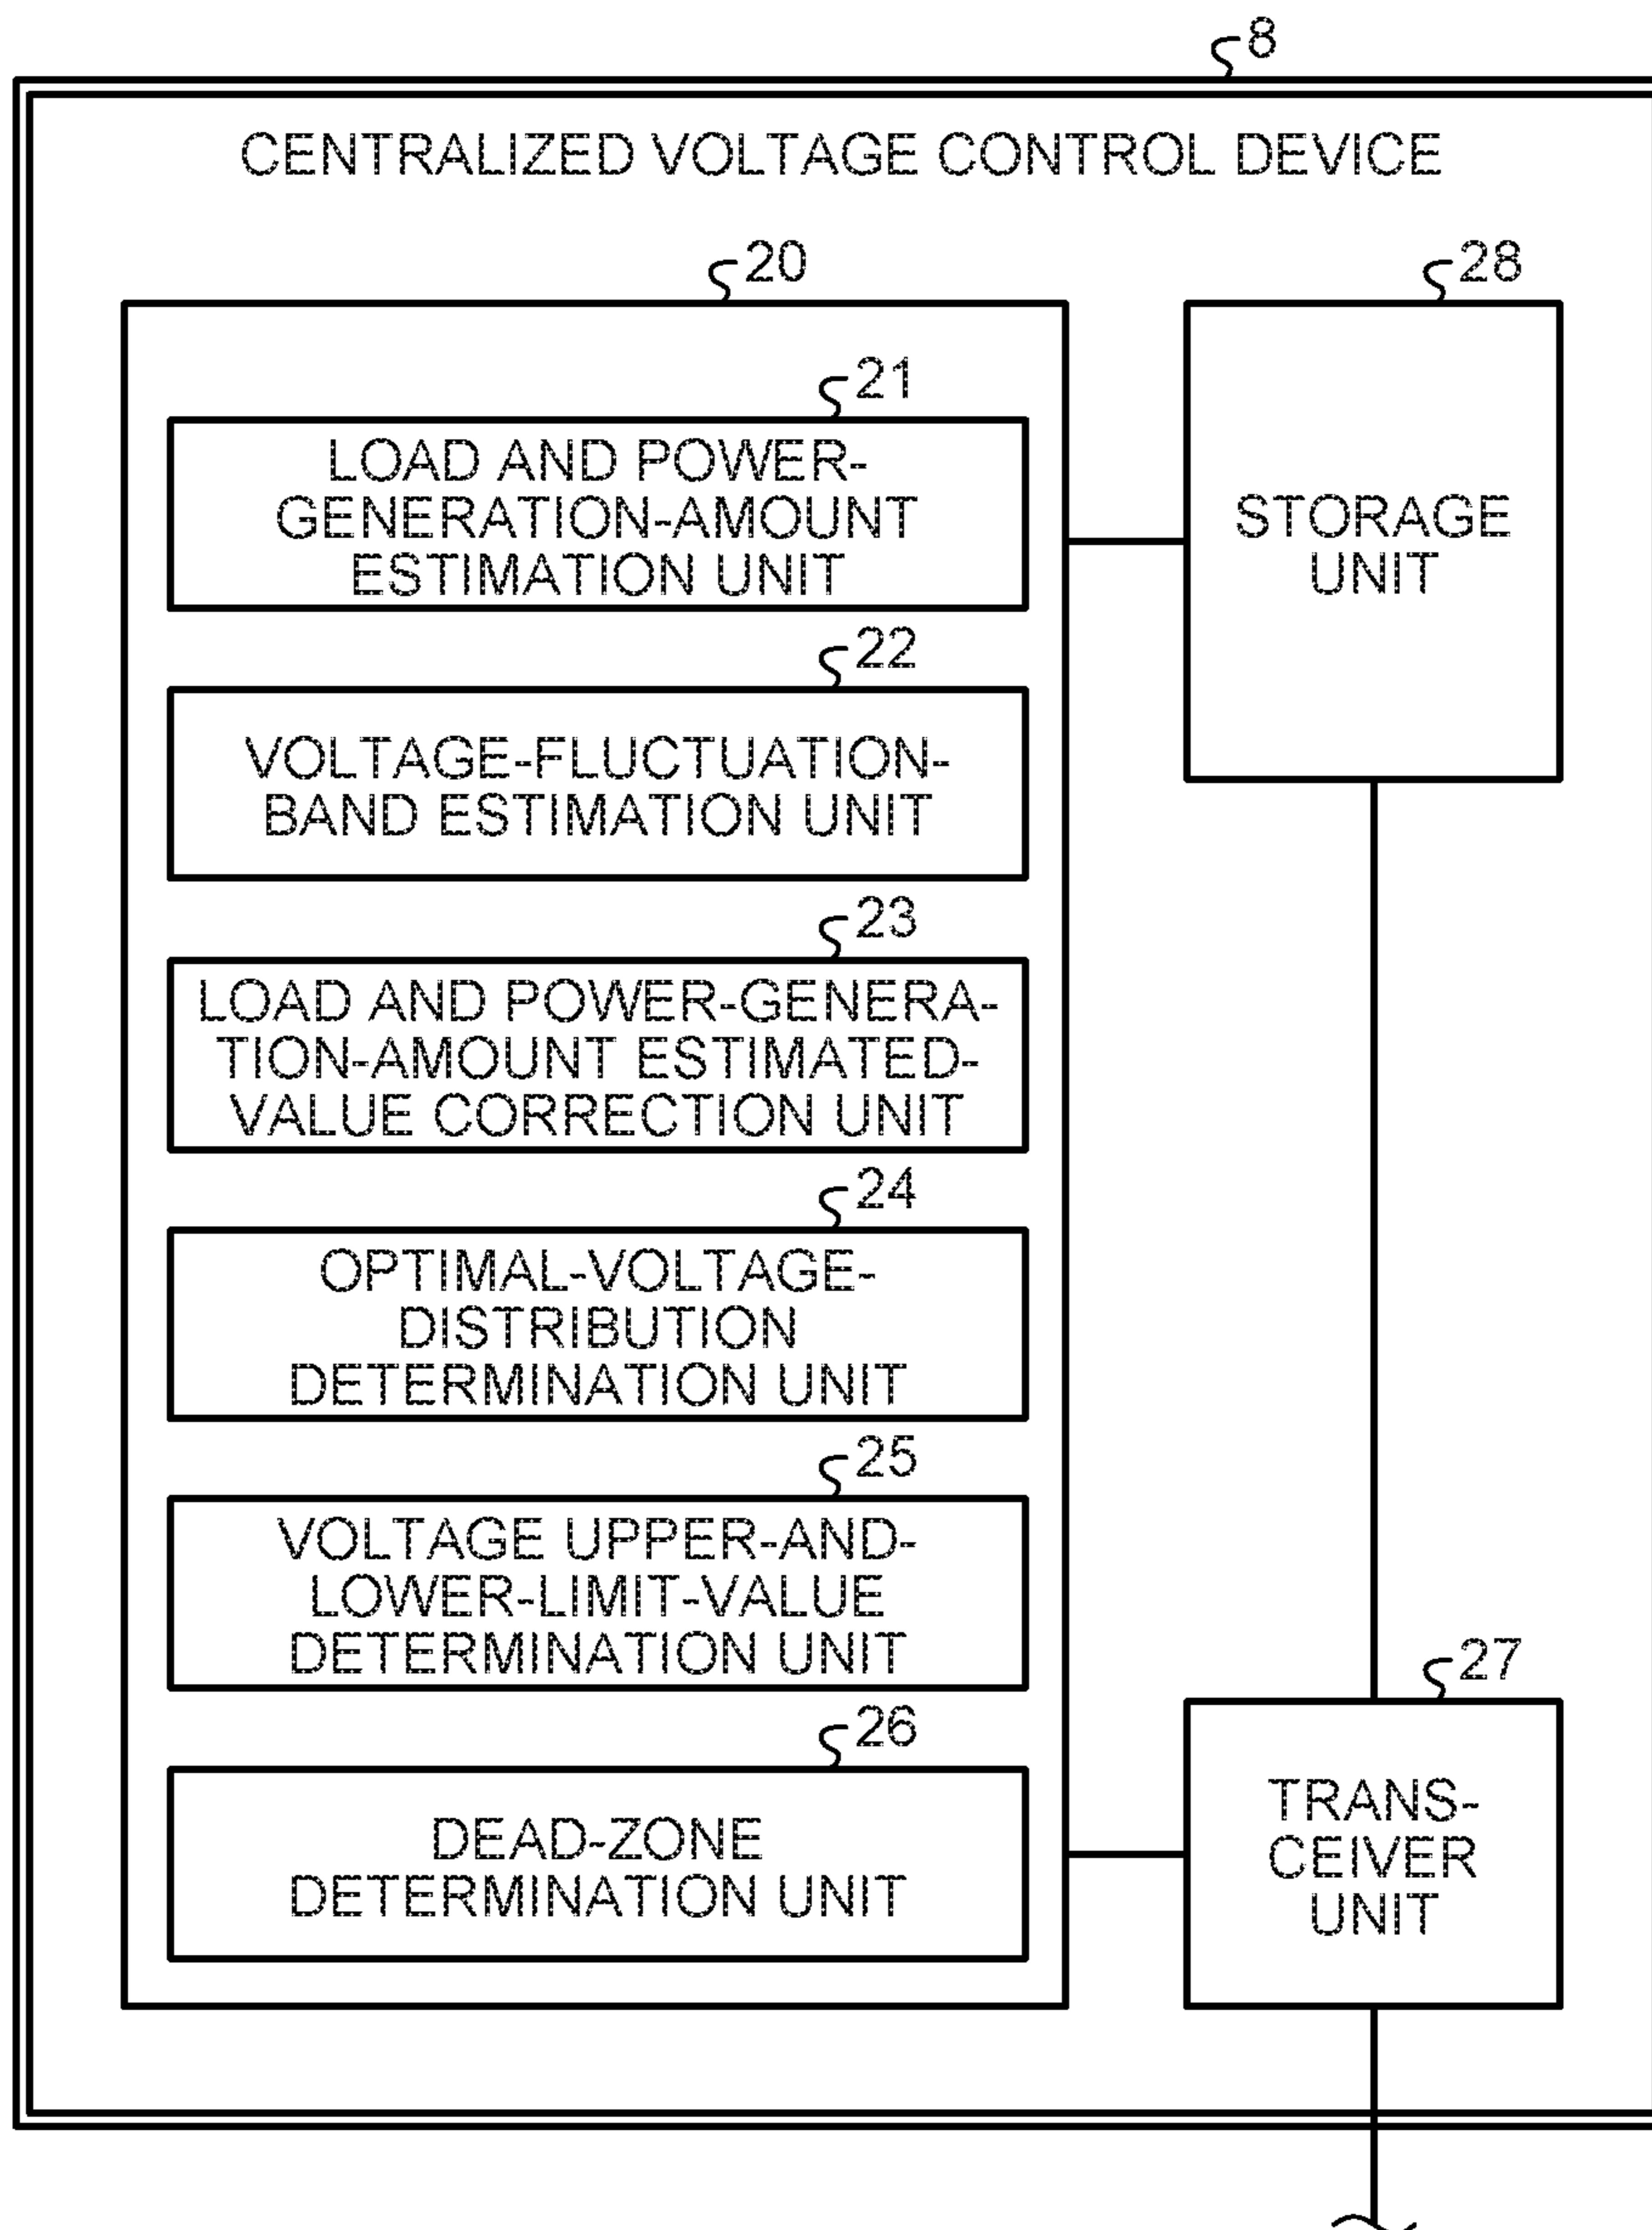 8
CENTRALIZED VOLTAGE CONTROL DEVICE
20
28
21
LOAD AND POWER-
GENERATION-AMOUNT
ESTIMATION UNIT
STORAGE
UNIT
22
VOLTAGE-FLUCTUATION-
BAND ESTIMATION UNIT
23
LOAD AND POWER-GENERA-
TION-AMOUNT ESTIMATED-
VALUE CORRECTION UNIT
24
OPTIMAL-VOLTAGE-
DISTRIBUTION
DETERMINATION UNIT
25
VOLTAGE UPPER-AND-
LOWER-LIMIT-VALUE
DETERMINATION UNIT
27
26
DEAD-ZONE
DETERMINATION UNIT
TRANS-
CEIVER
UNIT